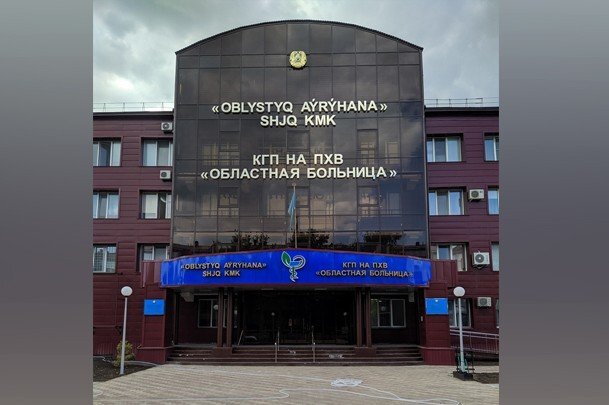 «OBLYSTYQ AÝRÝHANA»
SHJQ KMK
КГП НА ПХВ
«ОБЛАСТНАЯ БОЛЬНИЦА»
«OBLYSTYQ AÝRÝHANA»
SHJQ KMK
КГП НА ПХВ
«ОБЛАСТНАЯ БОЛЬНИЦА»